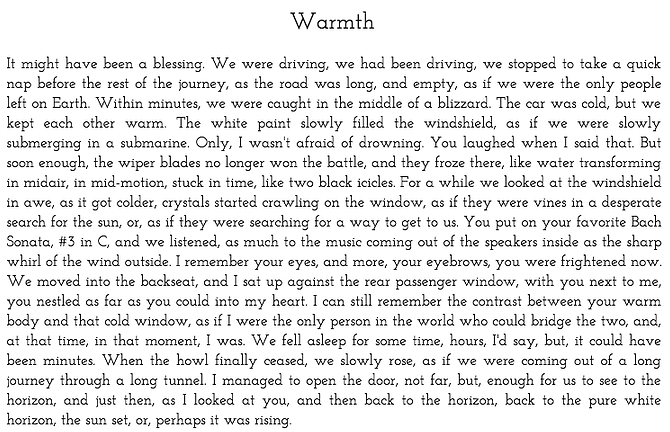 Warmth
It might have been a blessing. We were driving, we had been driving, we stopped to take a quick
nap before the rest of the journey, as the road was long, and empty, as if we were the only people
left on Earth. Within minutes, we were caught in the middle of a blizzard. The car was cold, but we
kept each other warm. The white paint slowly filled the windshield, as if we were slowly
submerging in a submarine. Only, I wasn't afraid of drowning. You laughed when I said that. But
soon enough, the wiper blades no longer won the battle, and they froze there, like water transforming
in midair, in mid-motion, stuck in time, like two black icicles. For a while we looked at the windshield
in awe, as it got colder, crystals started crawling on the window, as if they were vines in a desperate
search for the sun, or, as if they were searching for a way to get to us. You put on your favorite Bach
Sonata, #3 in C, and we listened, as much to the music coming out of the speakers inside as the sharp
whirl of the wind outside. I remember your eyes, and more, your eyebrows, you were frightened now.
We moved into the backseat, and I sat up against the rear passenger window, with you next to me,
you nestled as far as you could into my heart. I can still remember the contrast between your warm
body and that cold window, as if I were the only person in the world who could bridge the two, and,
at that time, in that moment, I was. We fell asleep for some time, hours, I'd say, but, it could have
been minutes. When the howl finally ceased, we slowly rose, as if we were coming out of a long
journey through a long tunnel. I managed to open the door, not far, but, enough for us to see to the
horizon, and just then, as I looked at you, and then back to the horizon, back to the pure white
horizon, the sun set, or, perhaps it was rising.